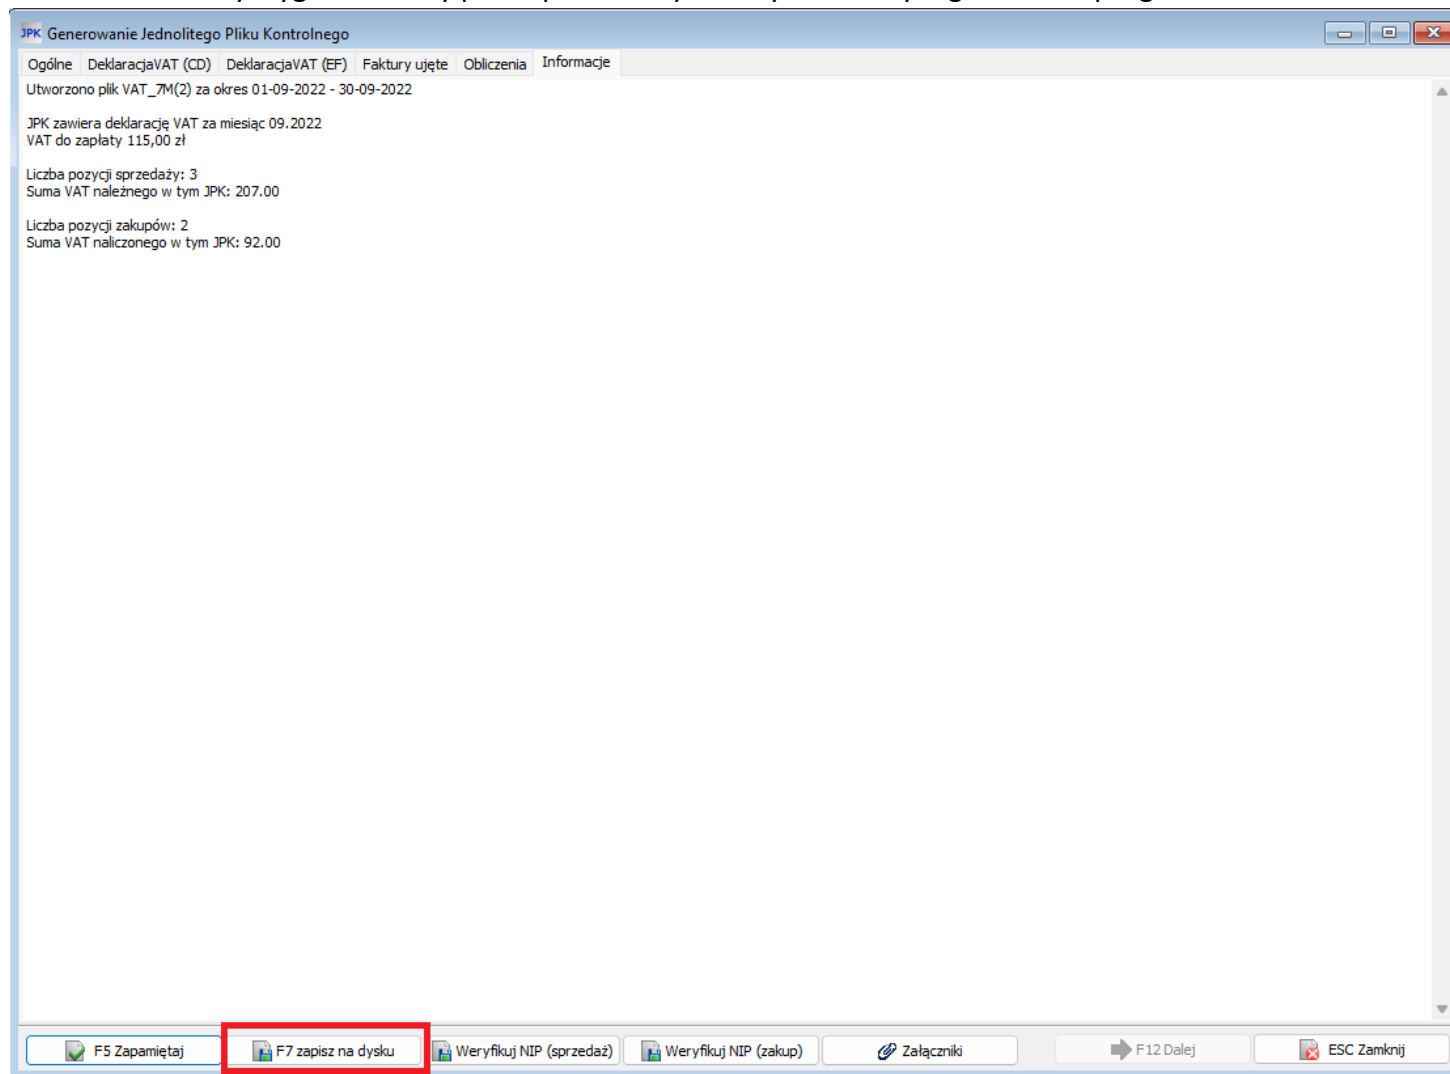 JPK Generowanie Jednolitego Pliku Kontrolnego
Ogólne DeklaracjaVAT (CD) DeklaracjaVAT (EF) Faktury ujęte Obliczenia Informacje
Utworzono plik VAT_7M(2) za okres 01-09-2022 - 30-09-2022
JPK zawiera deklarację VAT za miesiąc 09.2022
VAT do zapłaty 115,00 zł
Liczba pozycji sprzedaży: 3
Suma VAT należnego w tym JPK: 207.00
Liczba pozycji zakupów: 2
Suma VAT naliczonego w tym JPK: 92.00
F5 Zapamiętaj F7 zapisz na dysku Weryfikuj NIP (sprzedaż) Weryfikuj NIP (zakup) Załączniki F12 Dalej ESC Zamknij